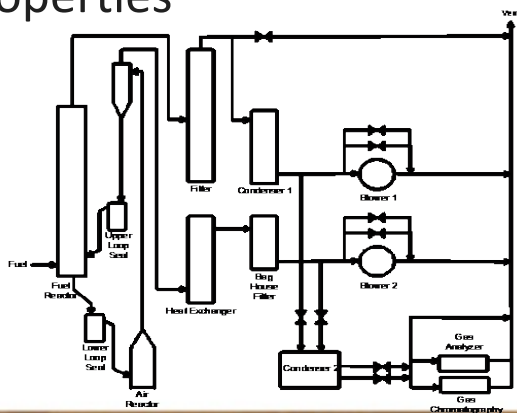 operties
Vent
Filter
Condenser 1
Blower 1
Upper
Loop
Seal
Fuel
Fuel
Reactor
Heat Exchanger
Bag
House
Filter
Blower 2
Lower
Loop
Seal
Air
Reactor
Condenser 2
Gas
Analyzer
Gas
Chromatography